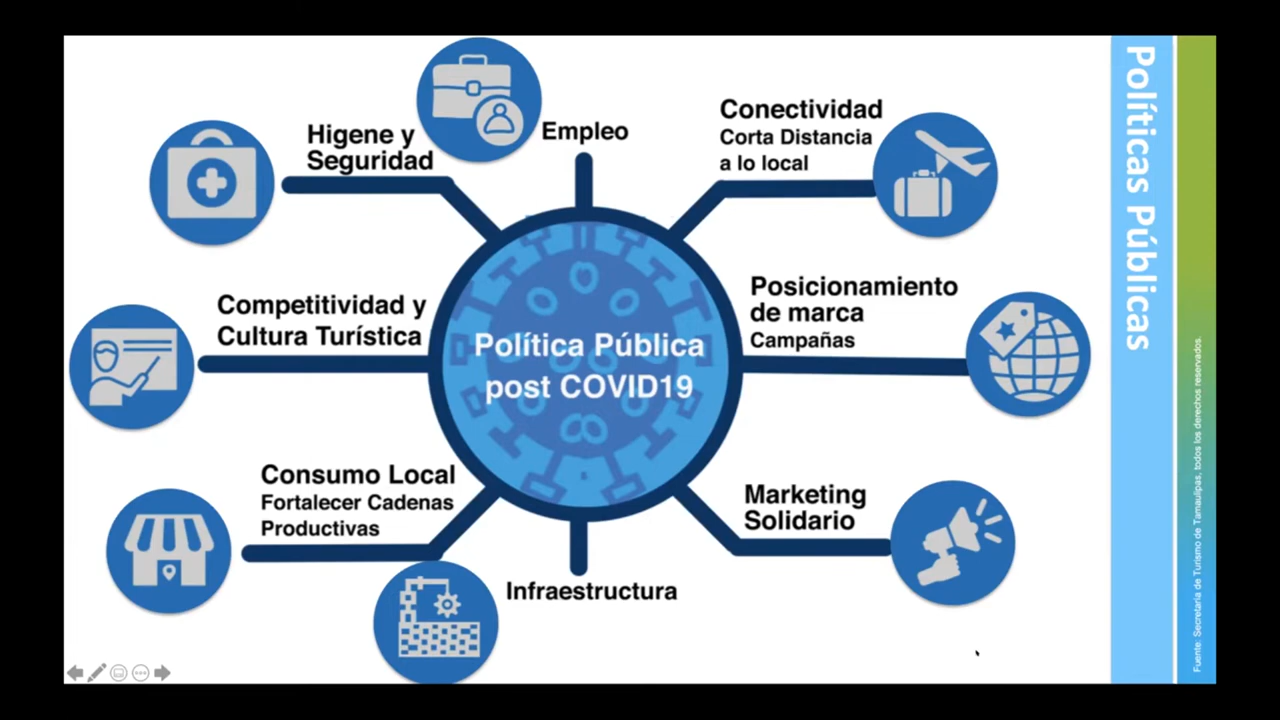 Políticas Públicas
Empleo
Higene y
Seguridad
Conectividad
Corta Distancia
a lo local
Competitividad y
Cultura Turística
Política Pública
post COVID19
Posicionamiento
de marca
Campañas
Consumo Local
Fortalecer Cadenas
Productivas
Marketing
Solidario
Infraestructura
Fuente: Secretaría de Turismo de Tamaulipas, todos los derechos reservados.